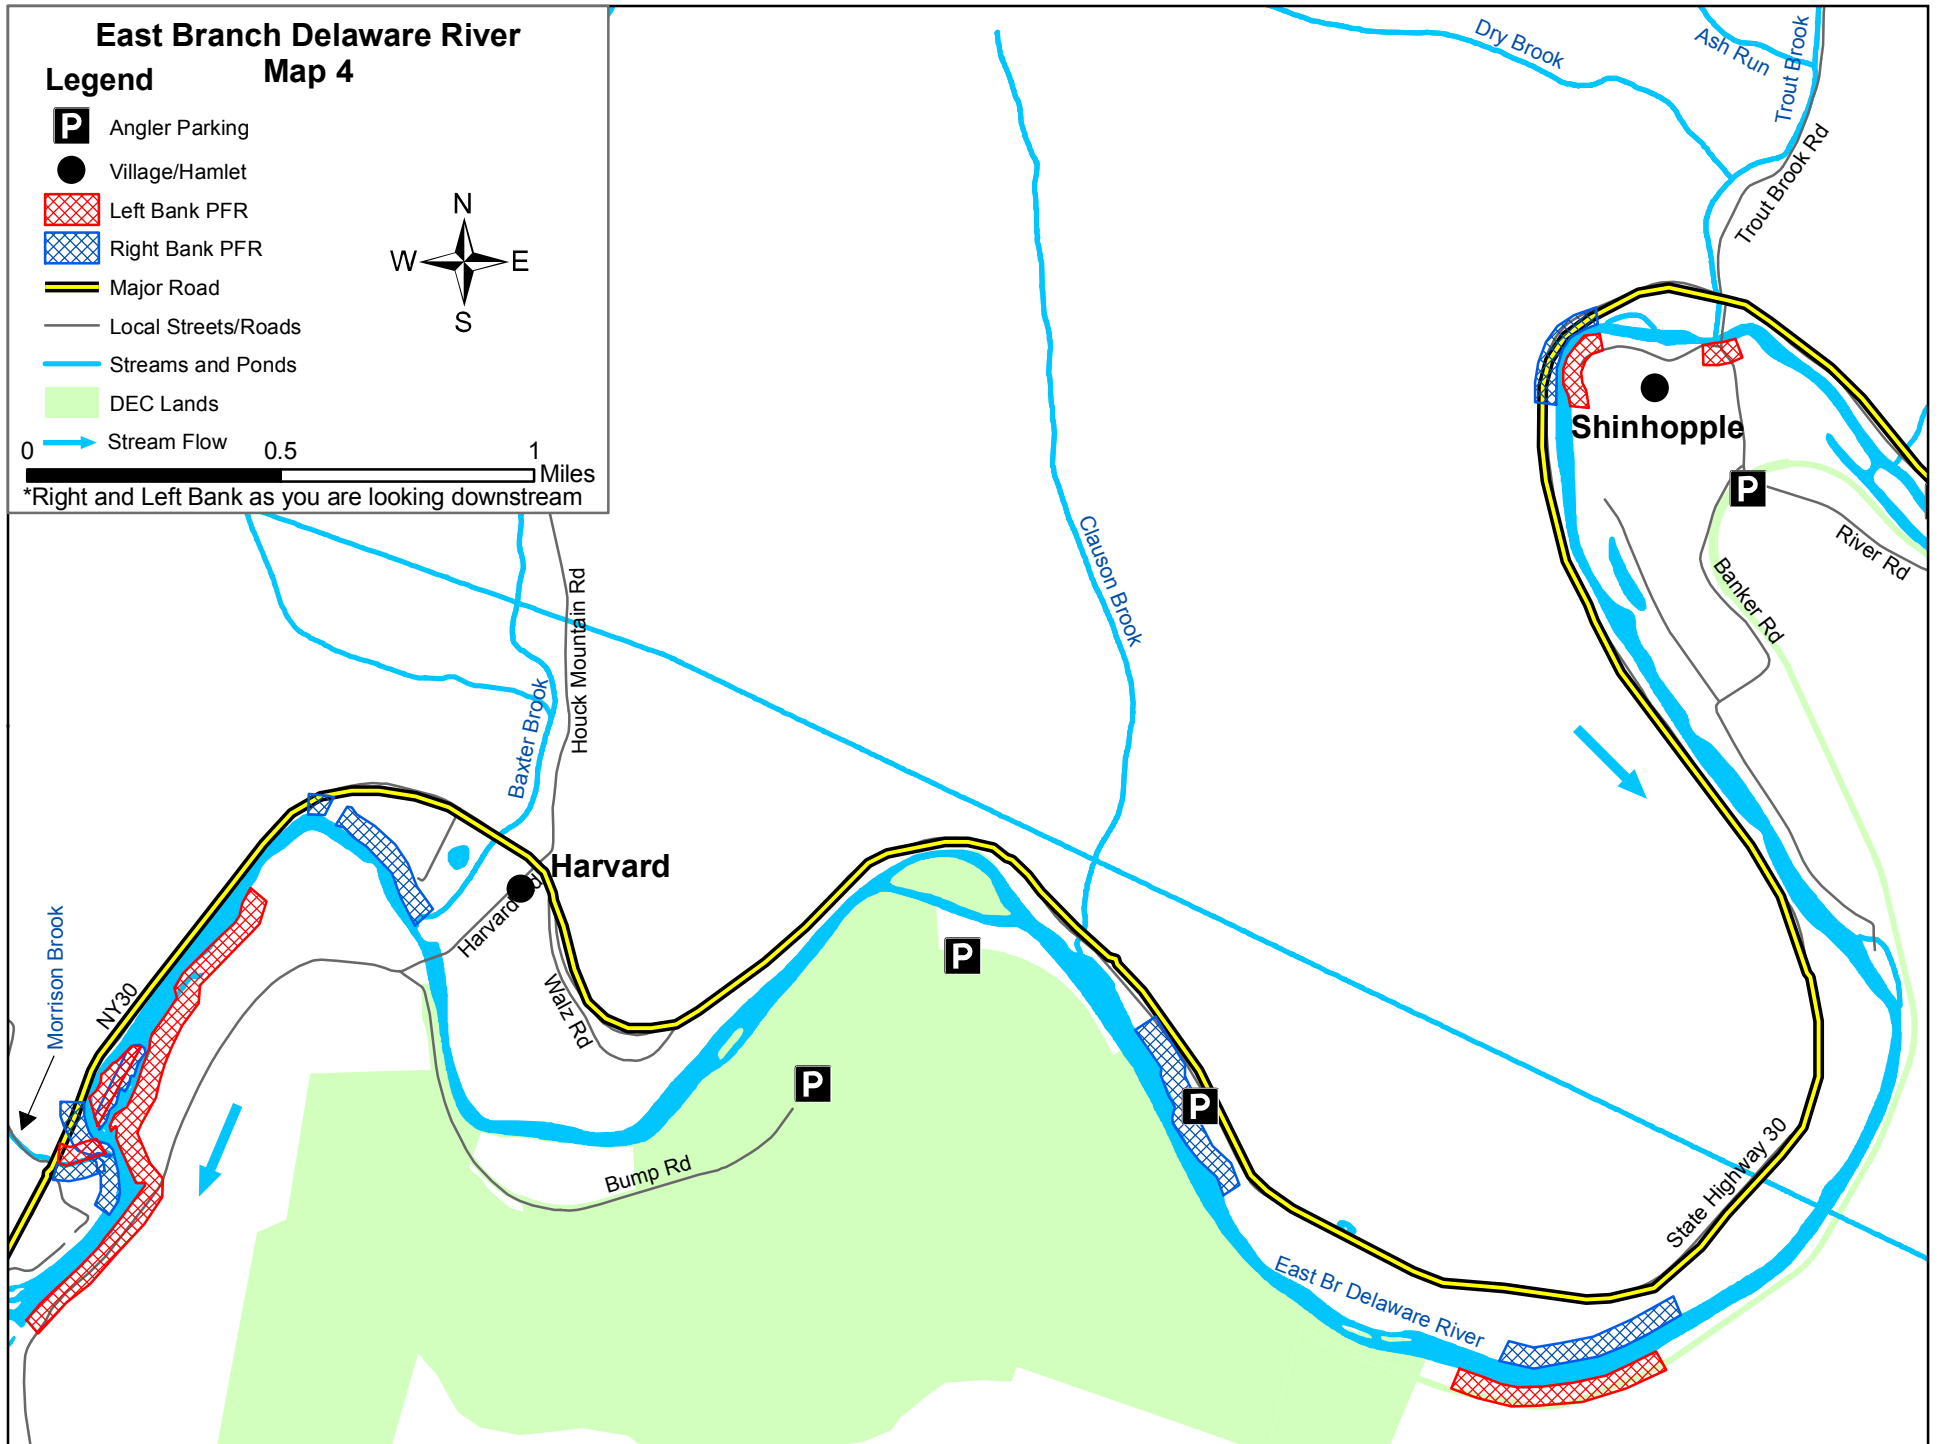 East Branch Delaware River
Map 4
Legend
P Angler Parking
Village/Hamlet
Left Bank PFR
Right Bank PFR
Major Road
Local Streets/Roads
Streams and Ponds
DEC Lands
Stream Flow
N
W E
S
0 0.5 1
Miles
*Right and Left Bank as you are looking downstream
Dry Brook
Ash Run
Trout Brook
Trout Brook Rd
Shinhopple
P
River Rd
Banker Rd
Clauson Brook
Houck Mountain Rd
Baxter Brook
Harvard
Harvard Rd
Walz Rd
Morrison Brook
NY30
P
P
P
Bump Rd
State Highway 30
East Br Delaware River